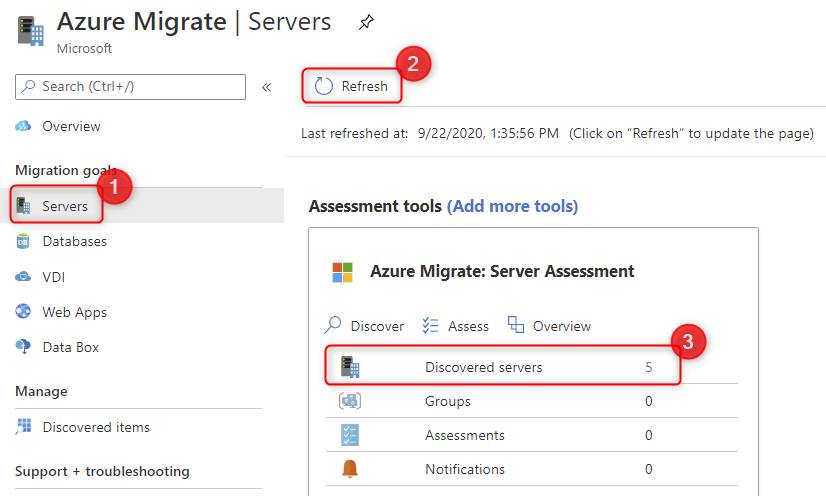 Azure Migrate | Servers
Microsoft
Search (Ctrl+/)
«
Overview
Migration goals
1
Servers
Databases
VDI
Web Apps
Data Box
Manage
Discovered items
Support + troubleshooting
2
Refresh
Last refreshed at: 9/22/2020, 1:35:56 PM (Click on “Refresh” to update the page)
Assessment tools (Add more tools)
Azure Migrate: Server Assessment
Discover Assess Overview
3
Discovered servers 5
Groups 0
Assessments 0
Notifications 0